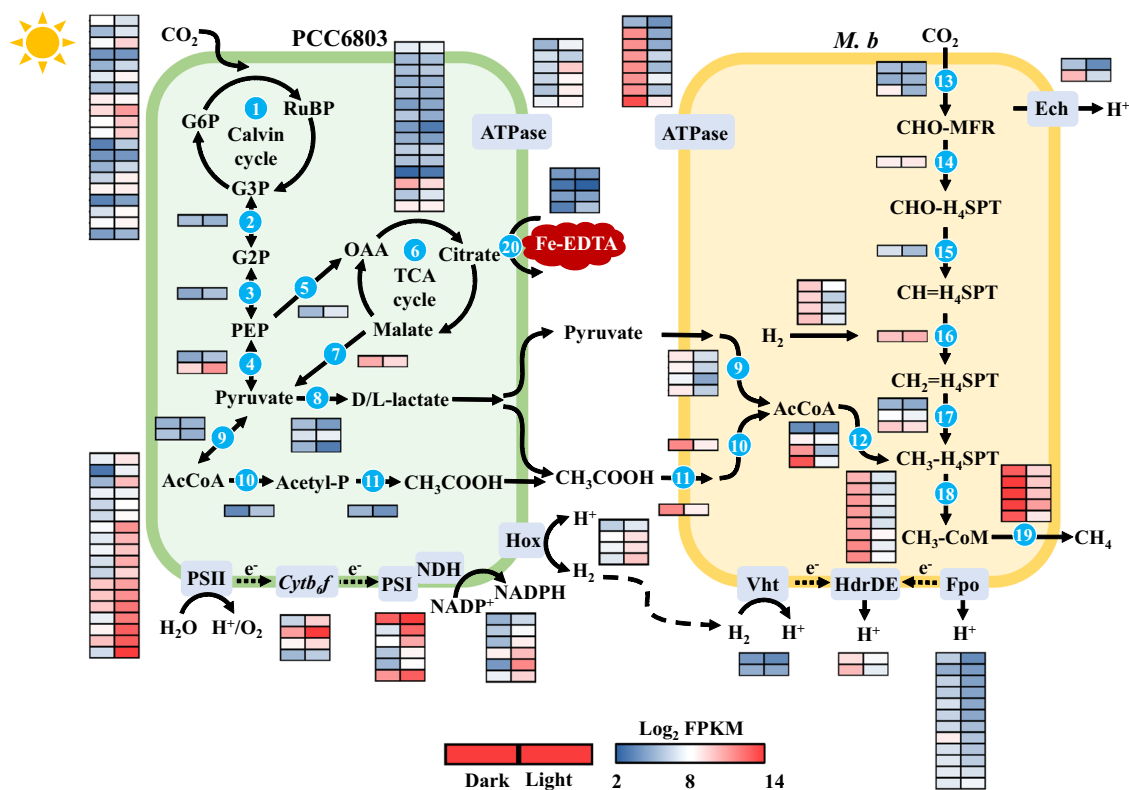 PCC6803
M. b
CO2
CO2
1
RuBP
G6P
Calvin
cycle
G3P
2
G2P
3
PEP
4
5
OAA
6
TCA
cycle
Citrate
Malate
7
20
Fe-EDTA
ATPase
ATPase
Pyruvate
8
D/L-lactate
9
AcCoA
10
Acetyl-P
11
CH3COOH
Pyruvate
9
AcCoA
10
CH3COOH
11
12
13
Ech
H+
CHO-MFR
14
CHO-H4SPT
15
CH=H4SPT
H2
16
CH2=H4SPT
17
CH3-H4SPT
18
CH3-CoM
19
CH4
PSII
e-
Cytb6f
e-
PSI
NDH
Hox
H+
H2
H2O
H+/O2
NADP+
NADPH
Vht
e-
HdrDE
e-
Fpo
H2
H+
H+
H+
Log2 FPKM
Dark Light
2 8 14